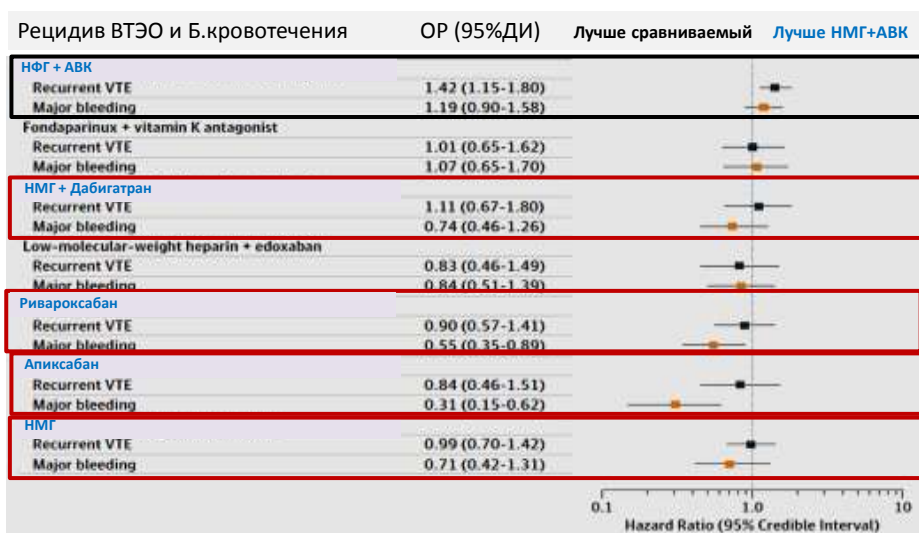 Рецидив ВТЭО и Б.кровотечения ОР (95%ДИ) Лучше сравниваемый Лучше НМГ+АВК
НФГ + АВК
Recurrent VTE 1.42 (1.15-1.80)
Major bleeding 1.19 (0.90-1.58)
Fondaparinux + vitamin K antagonist
Recurrent VTE 1.01 (0.65-1.62)
Major bleeding 1.07 (0.65-1.70)
НМГ + Дабигатран
Recurrent VTE 1.11 (0.67-1.80)
Major bleeding 0.74 (0.46-1.26)
Low-molecular-weight heparin + edoxaban
Recurrent VTE 0.83 (0.46-1.49)
Major bleeding 0.84 (0.51-1.39)
Ривароксабан
Recurrent VTE 0.90 (0.57-1.41)
Major bleeding 0.55 (0.35-0.89)
Апиксабан
Recurrent VTE 0.84 (0.46-1.51)
Major bleeding 0.31 (0.15-0.62)
НМГ
Recurrent VTE 0.99 (0.70-1.42)
Major bleeding 0.71 (0.42-1.31)
0.1 1.0 10
Hazard Ratio (95% Credible Interval)